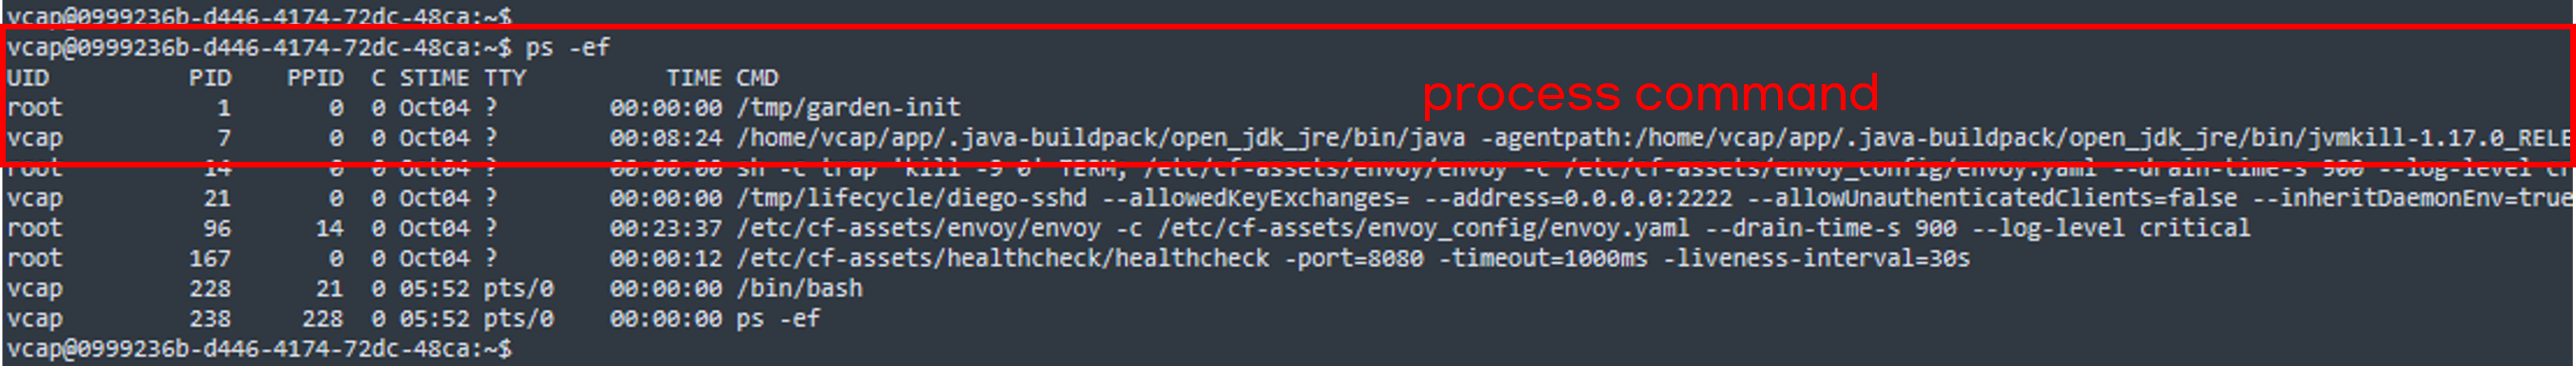 vcap@0999236b-d446-4174-72dc-48ca:~$
vcap@0999236b-d446-4174-72dc-48ca:~$ ps -ef
UID          PID    PPID  C STIME TTY          TIME CMD
root           1       0  0 Oct04 ?        00:00:00 /tmp/garden-init
process command
vcap           7       0  0 Oct04 ?        00:08:24 /home/vcap/app/.java-buildpack/open_jdk_jre/bin/java -agentpath:/home/vcap/app/.java-buildpack/open_jdk_jre/bin/jvmkill-1.17.0_RELE
root          14       0  0 Oct04 ?        00:00:00 sh -c trap 'kill -9 0' TERM; /etc/cf-assets/envoy/envoy -c /etc/cf-assets/envoy_config/envoy.yaml --drain-time-s 900 --log-level cr
vcap          21       0  0 Oct04 ?        00:00:00 /tmp/lifecycle/diego-sshd --allowedKeyExchanges= --address=0.0.0.0:2222 --allowUnauthenticatedClients=false --inheritDaemonEnv=true
root          96      14  0 Oct04 ?        00:23:37 /etc/cf-assets/envoy/envoy -c /etc/cf-assets/envoy_config/envoy.yaml --drain-time-s 900 --log-level critical
root         167       0  0 Oct04 ?        00:00:12 /etc/cf-assets/healthcheck/healthcheck -port=8080 -timeout=1000ms -liveness-interval=30s
vcap         228      21  0 05:52 pts/0    00:00:00 /bin/bash
vcap         238     228  0 05:52 pts/0    00:00:00 ps -ef
vcap@0999236b-d446-4174-72dc-48ca:~$